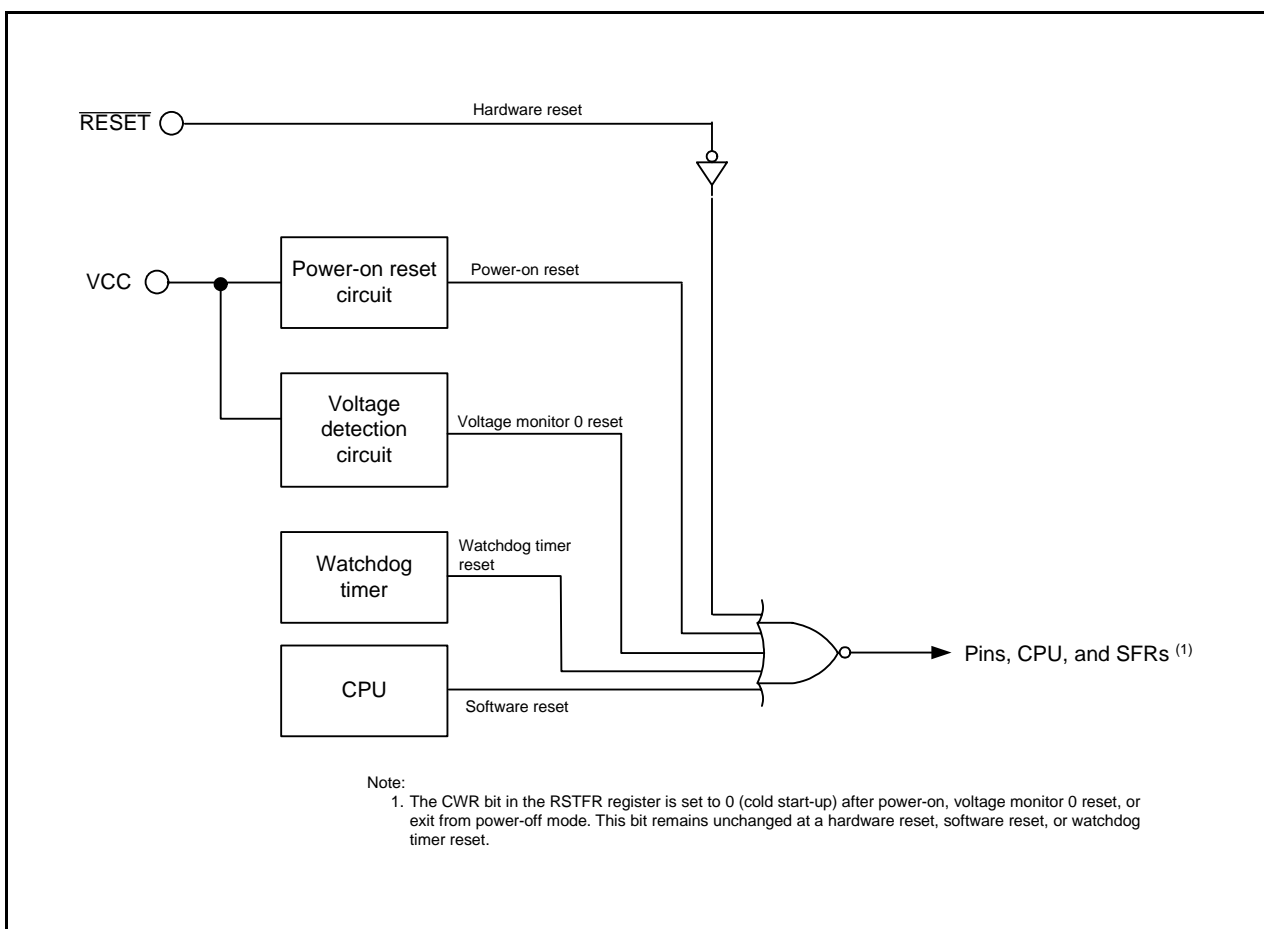 Hardware reset
RESET
Power-on reset
circuit
Power-on reset
VCC
Voltage
detection
circuit
Voltage monitor 0 reset
Watchdog
timer
Watchdog timer
reset
Pins, CPU, and SFRs (1)
CPU
Software reset
Note:
1. The CWR bit in the RSTFR register is set to 0 (cold start-up) after power-on, voltage monitor 0 reset, or
exit from power-off mode. This bit remains unchanged at a hardware reset, software reset, or watchdog
timer reset.